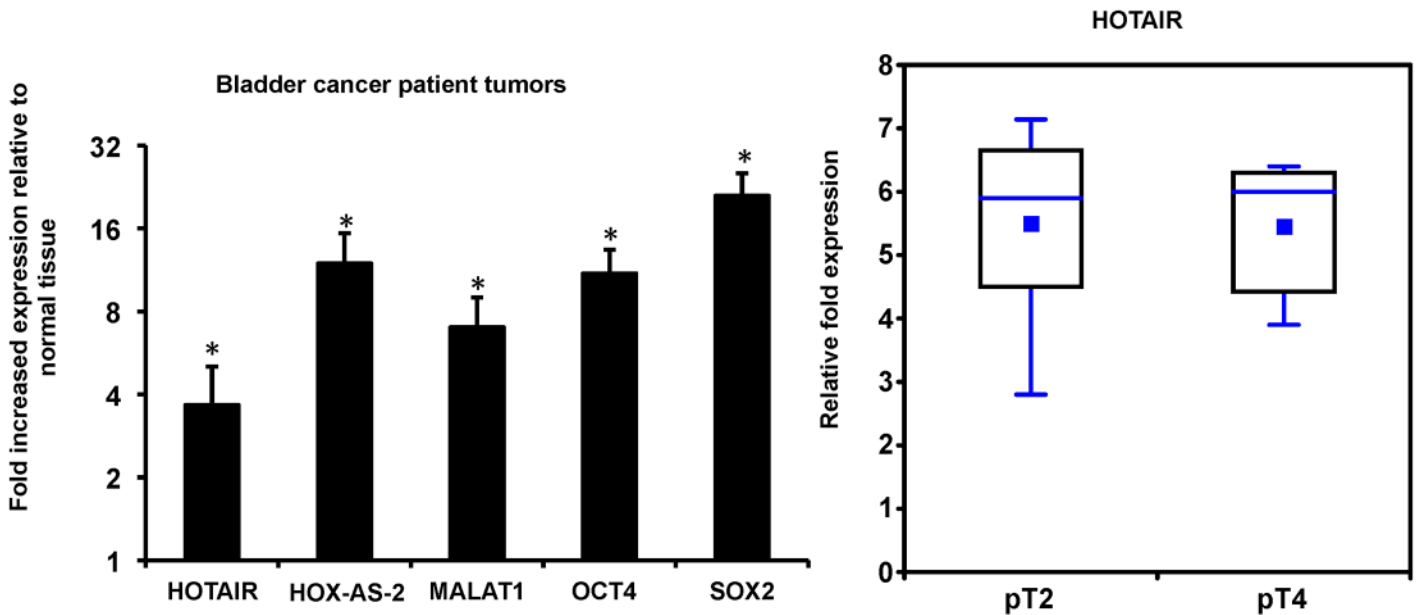 Bladder cancer patient tumors
Fold increased expression relative to
normal tissue
32
16
8
4
2
1
*
*
*
*
*
HOTAIR
HOX-AS-2
MALAT1
OCT4
SOX2
HOTAIR
Relative fold expression
8
7
6
5
4
3
2
1
0
pT2
pT4